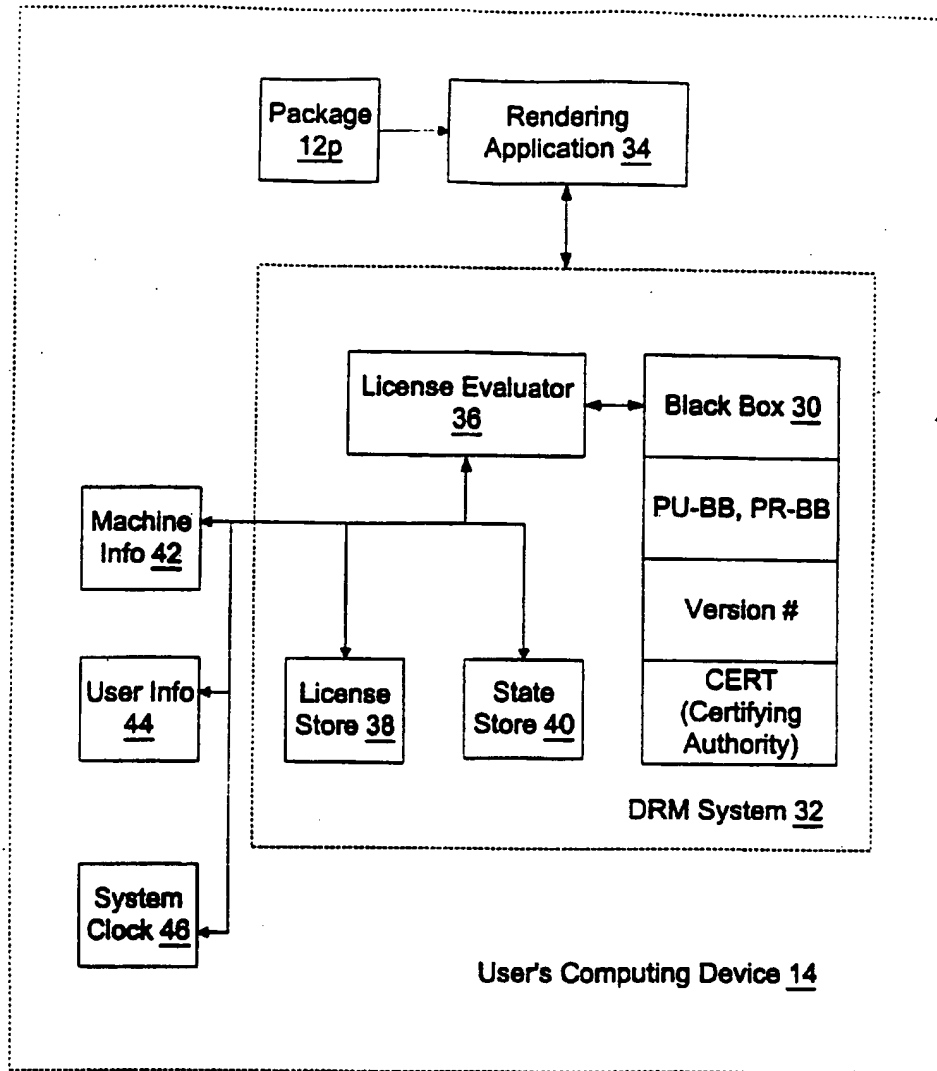 Package
12p
Rendering
Application 34
License Evaluator
36
Black Box 30
PU-BB, PR-BB
Version #
CERT
(Certifying
Authority)
Machine
Info 42
User Info
44
License
Store 38
State
Store 40
DRM System 32
System
Clock 46
User's Computing Device 14